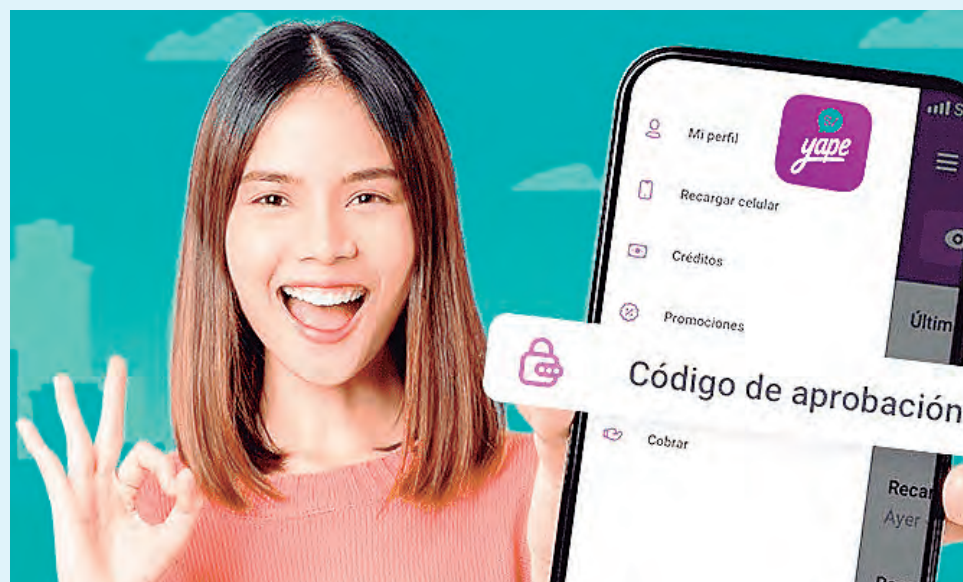 Mi perfil
yape
Recargar celular
Créditos
Promociones
Código de aprobación
Cobrar
Últim
Recar
Ayer